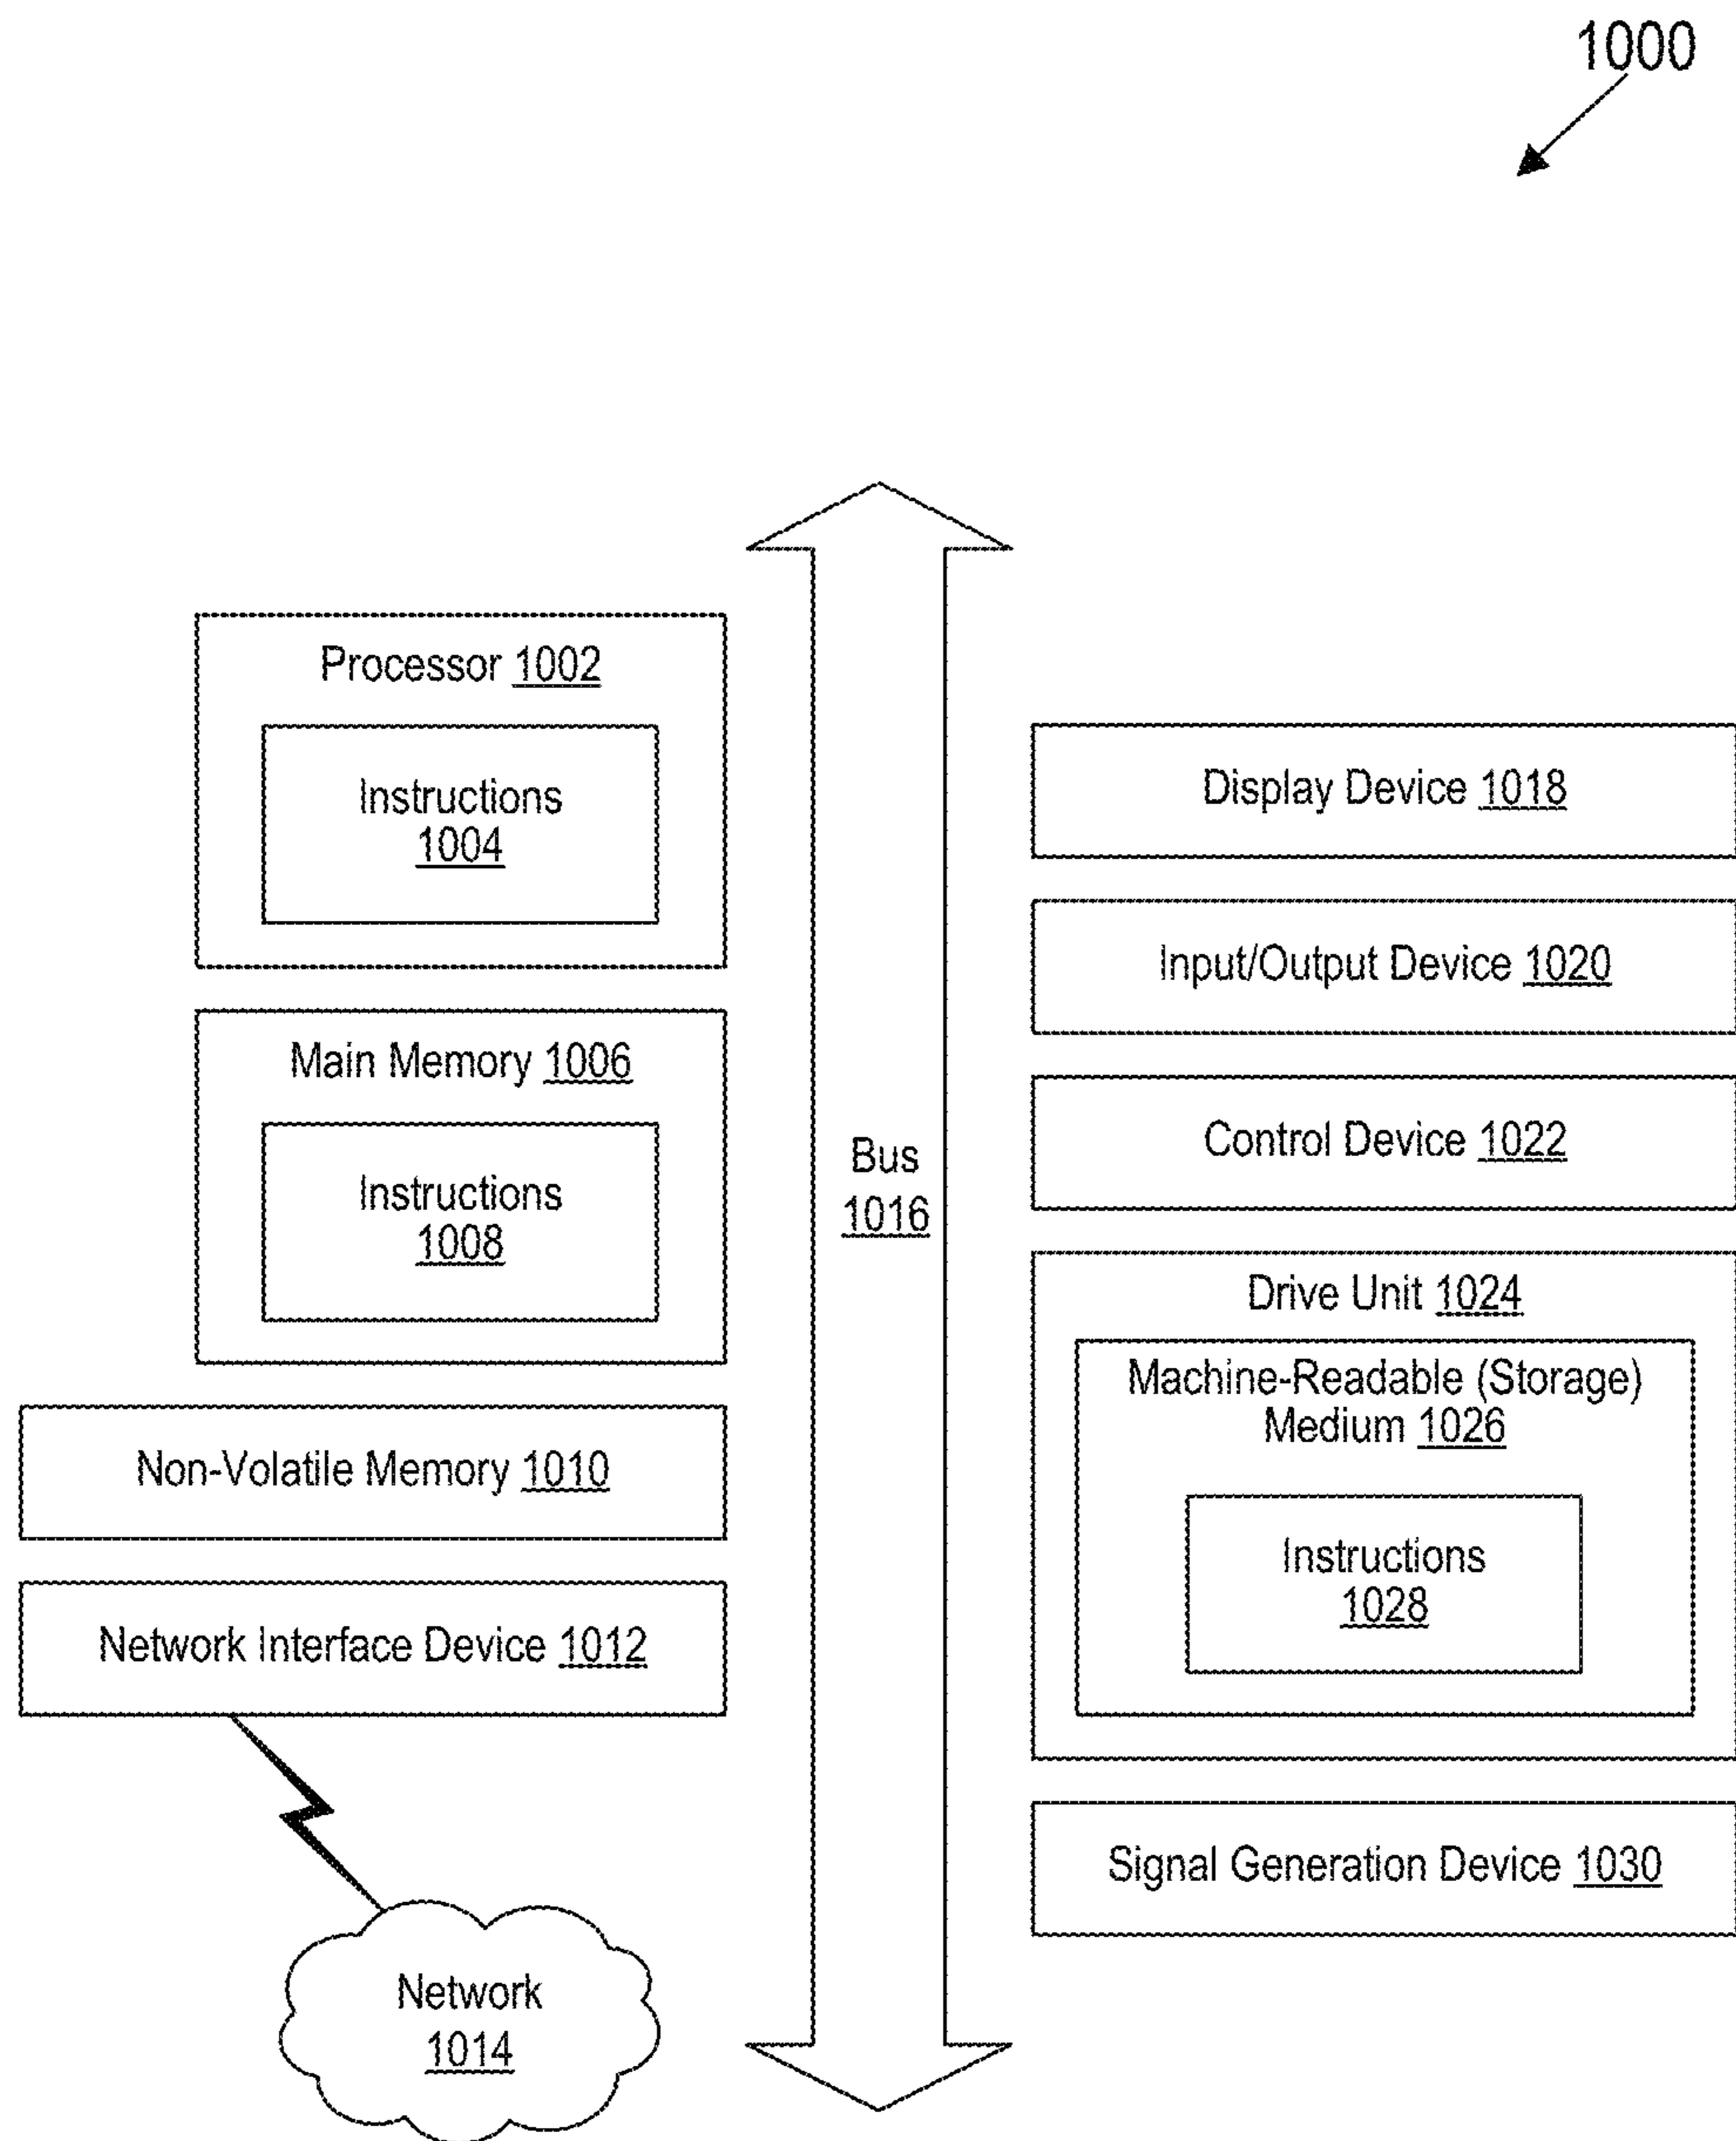 1000
Processor 1002
Instructions
1004
Main Memory 1006
Instructions
1008
Non-Volatile Memory 1010
Network Interface Device 1012
Network
1014
Bus
1016
Display Device 1018
Input/Output Device 1020
Control Device 1022
Drive Unit 1024
Machine-Readable (Storage)
Medium 1026
Instructions
1028
Signal Generation Device 1030